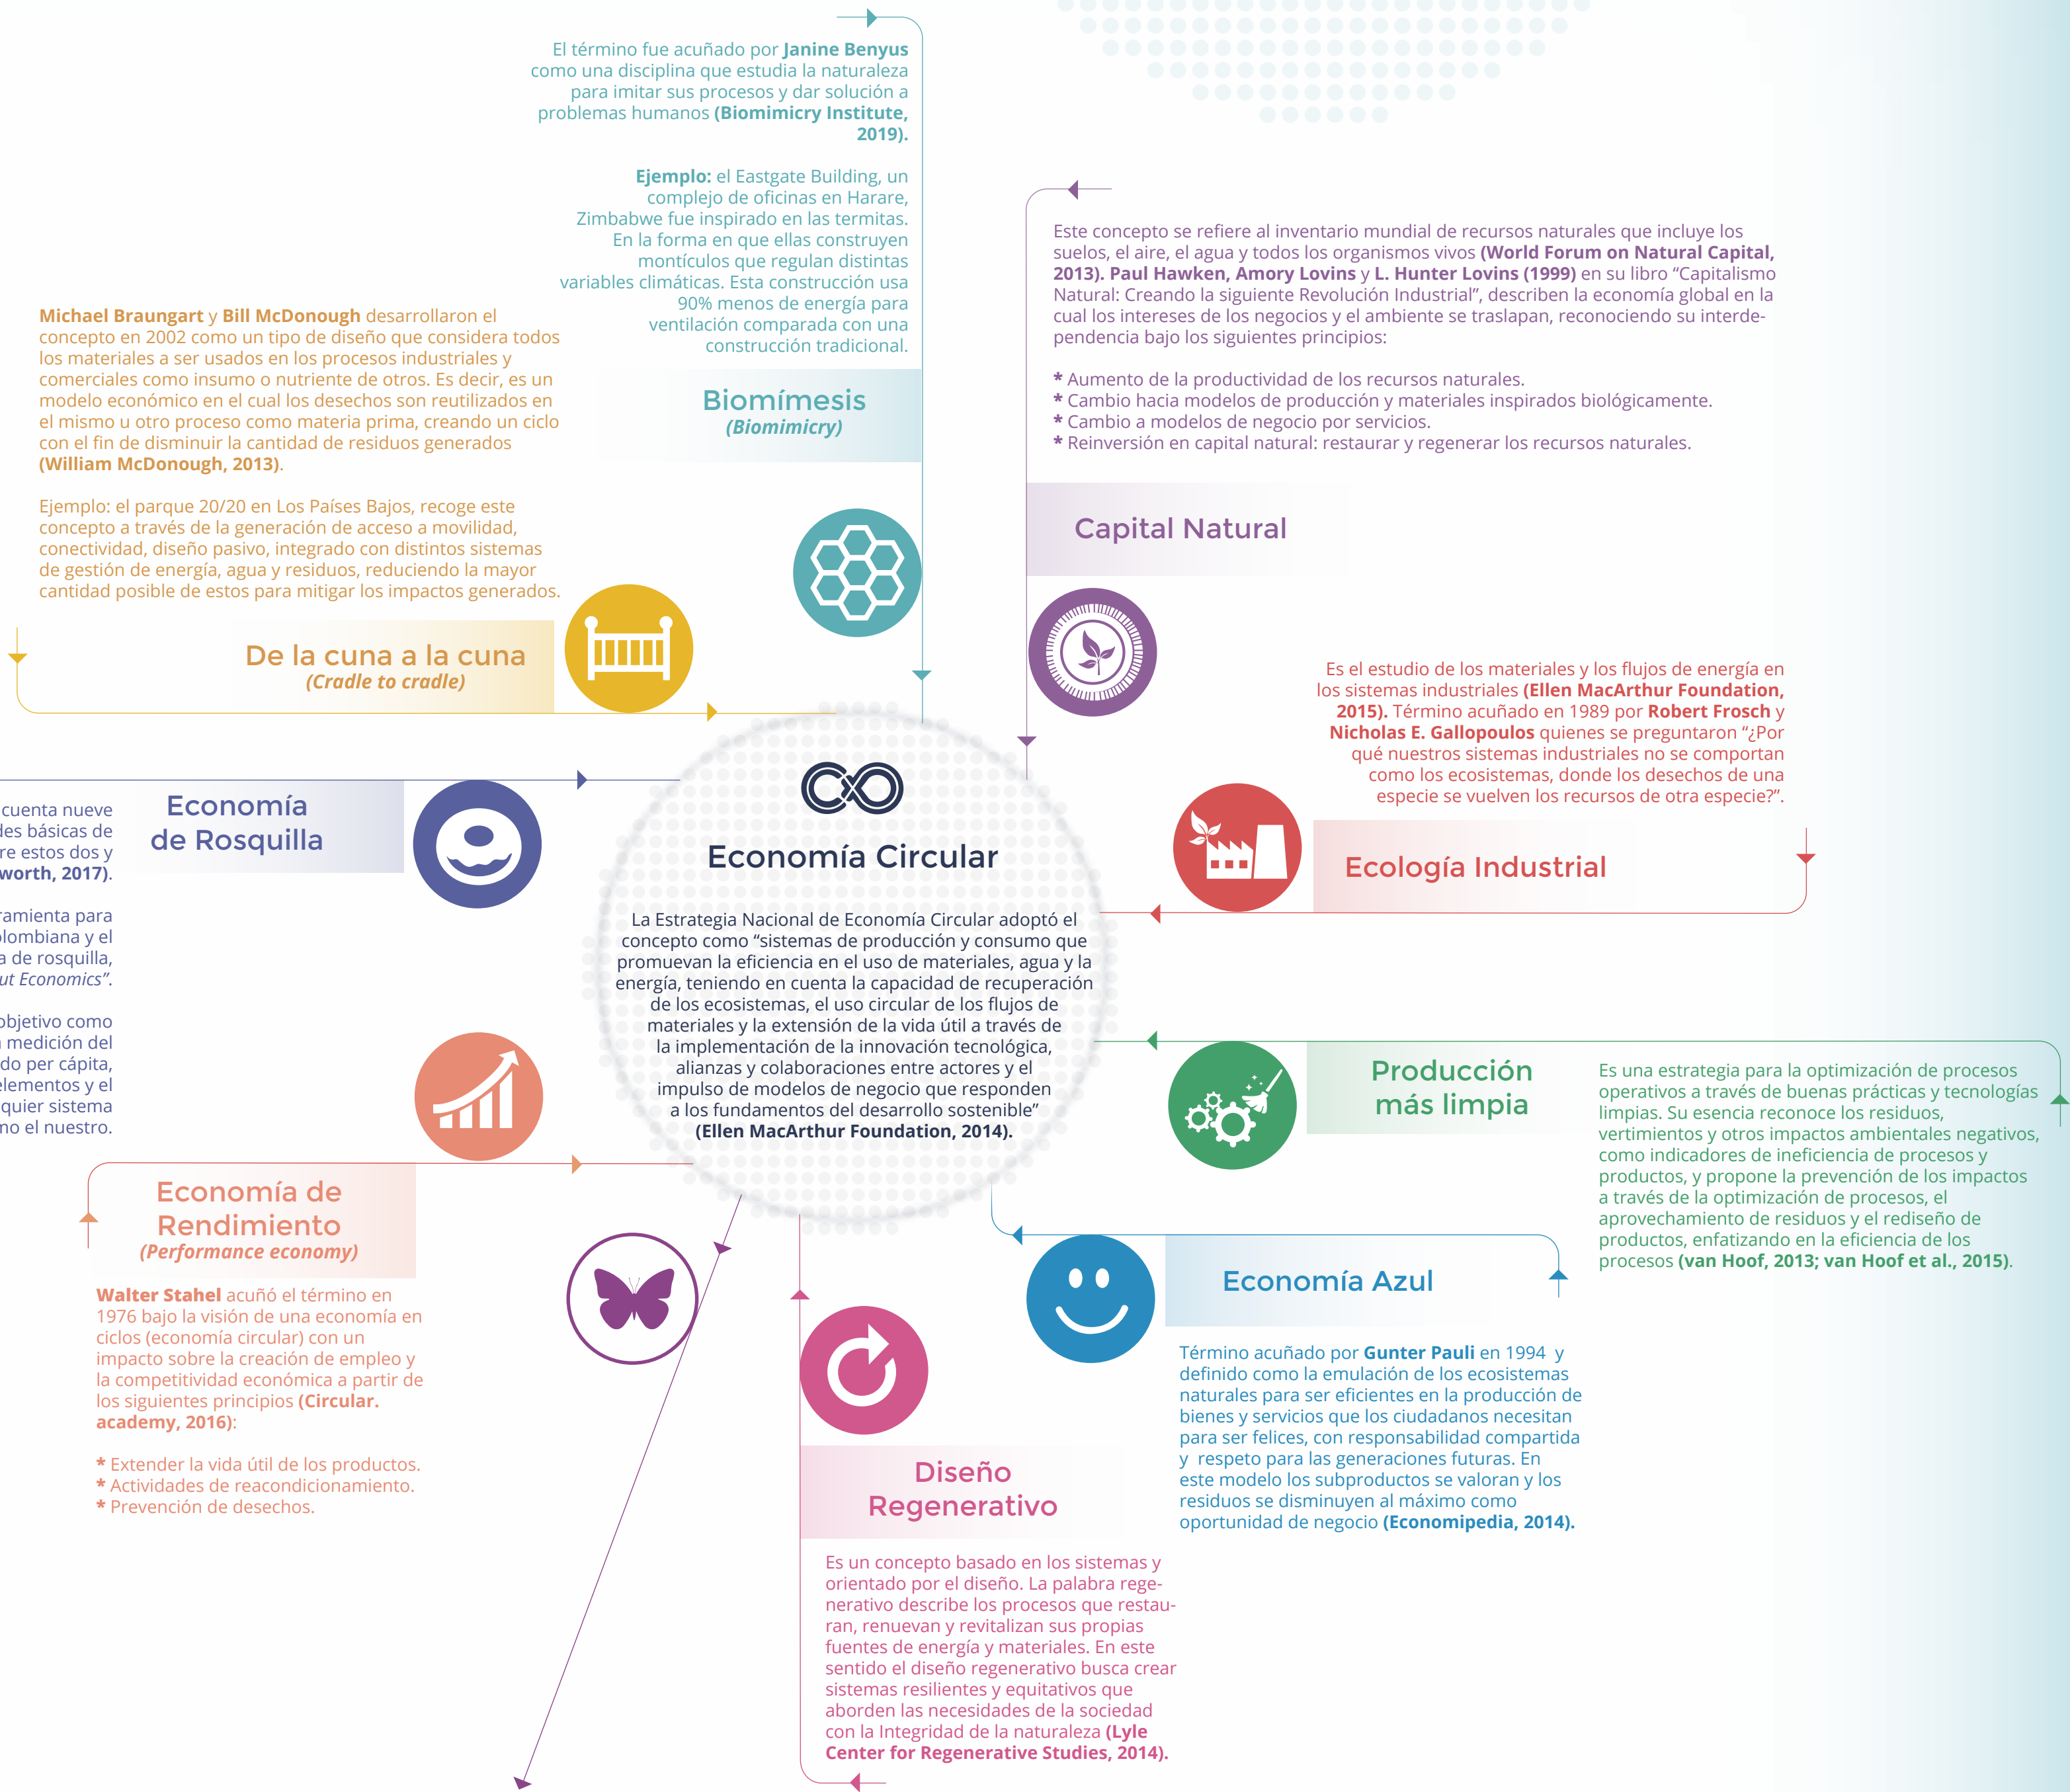 El término fue acuñado por Janine Benyus
como una disciplina que estudia la naturaleza
para imitar sus procesos y dar solución a
problemas humanos (Biomimicry Institute,
2019).
Ejemplo: el Eastgate Building, un
complejo de oficinas en Harare,
Zimbabwe fue inspirado en las termitas.
En la forma en que ellas construyen
montículos que regulan distintas
variables climáticas. Esta construcción usa
90% menos de energía para
ventilación comparada con una
construcción tradicional.
Biomímesis
(Biomimicry)
Este concepto se refiere al inventario mundial de recursos naturales que incluye los
suelos, el aire, el agua y todos los organismos vivos (World Forum on Natural Capital,
2013). Paul Hawken, Amory Lovins y L. Hunter Lovins (1999) en su libro “Capitalismo
Natural: Creando la siguiente Revolución Industrial”, describen la economía global en la
cual los intereses de los negocios y el ambiente se traslapan, reconociendo su interde-
pendencia bajo los siguientes principios:
* Aumento de la productividad de los recursos naturales.
* Cambio hacia modelos de producción y materiales inspirados biológicamente.
* Cambio a modelos de negocio por servicios.
* Reinversión en capital natural: restaurar y regenerar los recursos naturales.
Capital Natural
Michael Braungart y Bill McDonough desarrollaron el
concepto en 2002 como un tipo de diseño que considera todos
los materiales a ser usados en los procesos industriales y
comerciales como insumo o nutriente de otros. Es decir, es un
modelo económico en el cual los desechos son reutilizados en
el mismo u otro proceso como materia prima, creando un ciclo
con el fin de disminuir la cantidad de residuos generados
(William McDonough, 2013).
Ejemplo: el parque 20/20 en Los Países Bajos, recoge este
concepto a través de la generación de acceso a movilidad,
conectividad, diseño pasivo, integrado con distintos sistemas
de gestión de energía, agua y residuos, reduciendo la mayor
cantidad posible de estos para mitigar los impactos generados.
De la cuna a la cuna
(Cradle to cradle)
Es el estudio de los materiales y los flujos de energía en
los sistemas industriales (Ellen MacArthur Foundation,
2015). Término acuñado en 1989 por Robert Frosch y
Nicholas E. Gallopoulos quienes se preguntaron “¿Por
qué nuestros sistemas industriales no se comportan
como los ecosistemas, donde los desechos de una
especie se vuelven los recursos de otra especie?”.
Ecología Industrial
Economía
de Rosquilla
cuenta nueve
des básicas de
re estos dos y
worth, 2017).
ramienta para
olombiana y el
a de rosquilla,
ut Economics”.
objetivo como
medición del
do per cápita,
elementos y el
quier sistema
mo el nuestro.
Economía Circular
La Estrategia Nacional de Economía Circular adoptó el
concepto como “sistemas de producción y consumo que
promuevan la eficiencia en el uso de materiales, agua y la
energía, teniendo en cuenta la capacidad de recuperación
de los ecosistemas, el uso circular de los flujos de
materiales y la extensión de la vida útil a través de
la implementación de la innovación tecnológica,
alianzas y colaboraciones entre actores y el
impulso de modelos de negocio que responden
a los fundamentos del desarrollo sostenible”
(Ellen MacArthur Foundation, 2014).
Producción
más limpia
Es una estrategia para la optimización de procesos
operativos a través de buenas prácticas y tecnologías
limpias. Su esencia reconoce los residuos,
vertimientos y otros impactos ambientales negativos,
como indicadores de ineficiencia de procesos y
productos, y propone la prevención de los impactos
a través de la optimización de procesos, el
aprovechamiento de residuos y el rediseño de
productos, enfatizando en la eficiencia de los
procesos (van Hoof, 2013; van Hoof et al., 2015).
Economía de
Rendimiento
(Performance economy)
Walter Stahel acuñó el término en
1976 bajo la visión de una economía en
ciclos (economía circular) con un
impacto sobre la creación de empleo y
la competitividad económica a partir de
los siguientes principios (Circular.
academy, 2016):
* Extender la vida útil de los productos.
* Actividades de reacondicionamiento.
* Prevención de desechos.
Economía Azul
Término acuñado por Gunter Pauli en 1994 y
definido como la emulación de los ecosistemas
naturales para ser eficientes en la producción de
bienes y servicios que los ciudadanos necesitan
para ser felices, con responsabilidad compartida
y respeto para las generaciones futuras. En
este modelo los subproductos se valoran y los
residuos se disminuyen al máximo como
oportunidad de negocio (Economipedia, 2014).
Diseño
Regenerativo
Es un concepto basado en los sistemas y
orientado por el diseño. La palabra rege-
nerativo describe los procesos que restau-
ran, renuevan y revitalizan sus propias
fuentes de energía y materiales. En este
sentido el diseño regenerativo busca crear
sistemas resilientes y equitativos que
aborden las necesidades de la sociedad
con la Integridad de la naturaleza (Lyle
Center for Regenerative Studies, 2014).